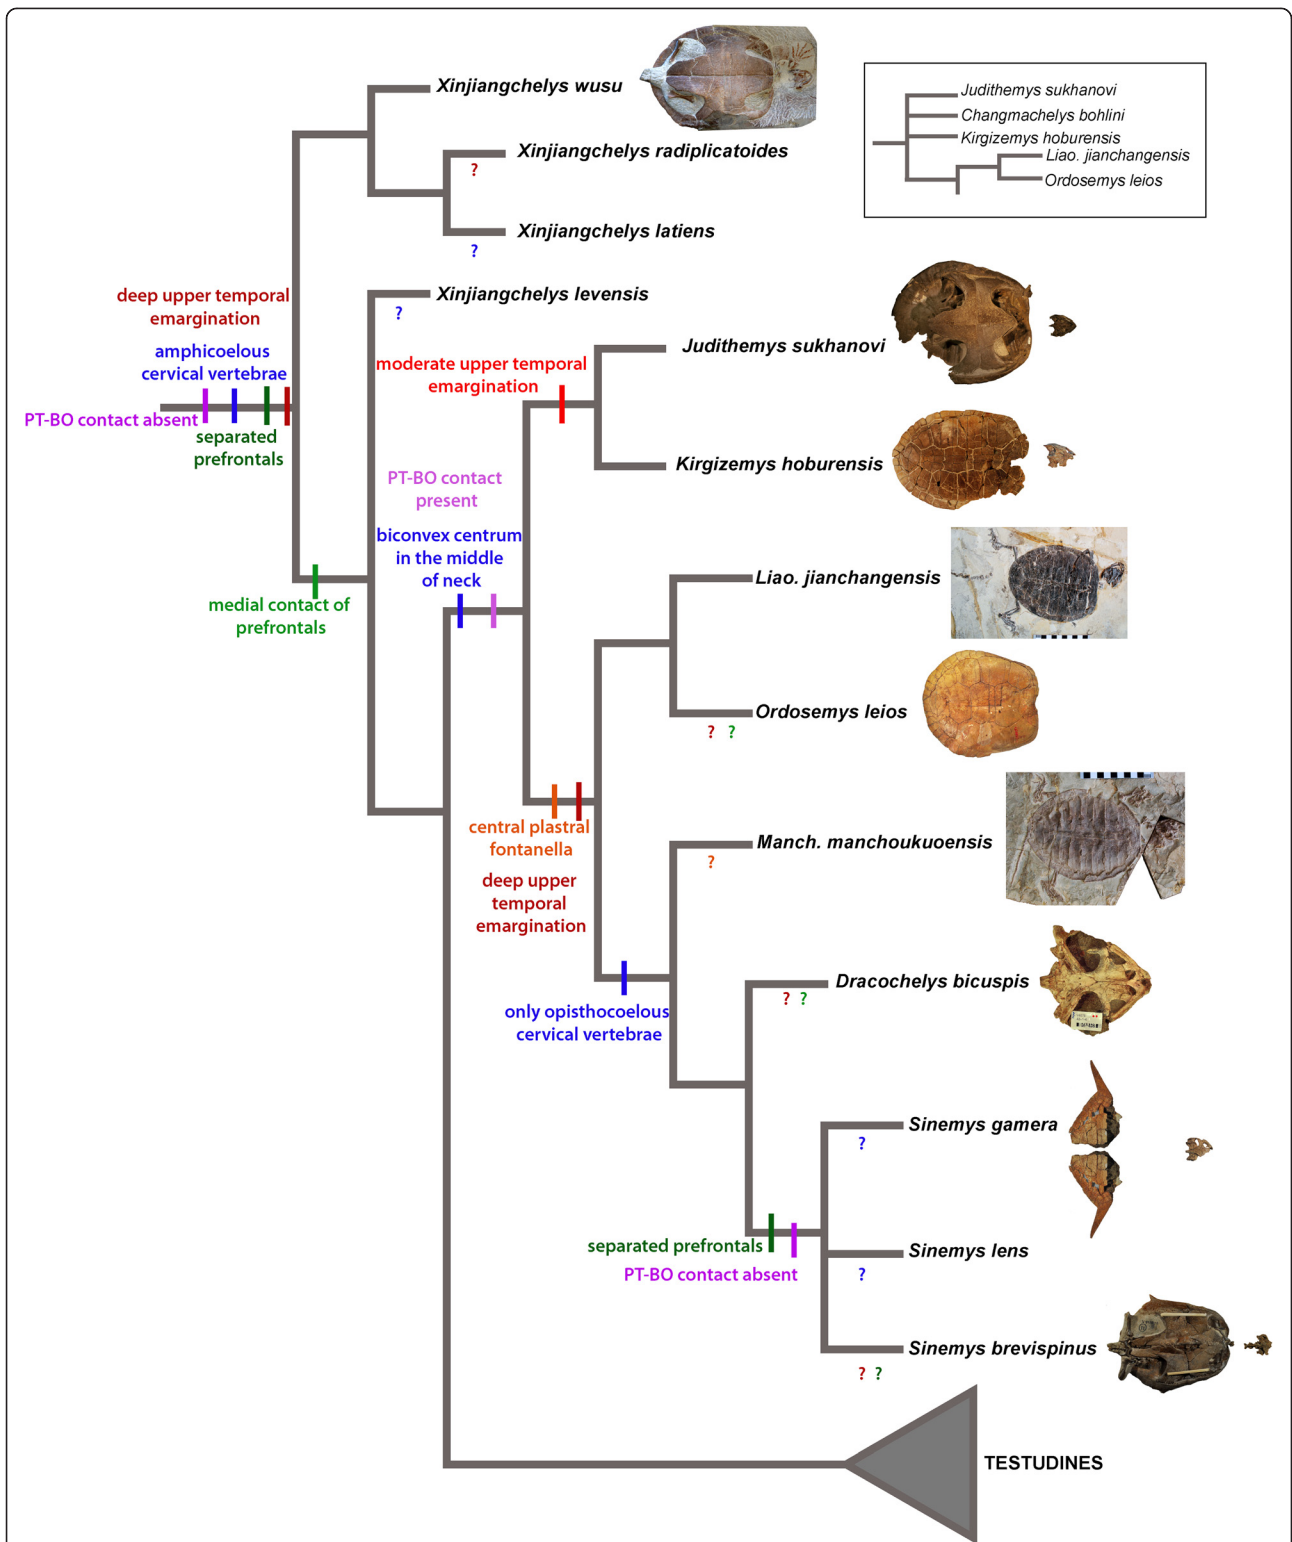 Xinjiangchelys wusu
Judithemys sukhanovi
Changmachelys bohlini
Kirgizemys hoburensis
Liao. jianchangensis
Ordosemys leios
Xinjiangchelys radiplicatoides
?
Xinjiangchelys latiens
?
deep upper temporal
emargination
Xinjiangchelys levensis
?
amphicoelous
cervical vertebrae
PT-BO contact absent
separated
prefrontals
Judithemys sukhanovi
moderate upper temporal
emargination
Kirgizemys hoburensis
PT-BO contact
present
biconvex centrum
in the middle
of neck
medial contact of
prefrontals
Liao. jianchangensis
Ordosemys leios
? ?
central plastral
fontanella
deep upper
temporal
emargination
Manch. manchoukuoensis
?
only opisthocoelous
cervical vertebrae
Dracochelys bicuspis
? ?
Sinemys gamera
?
separated prefrontals
PT-BO contact absent
Sinemys lens
?
Sinemys brevispinus
? ?
TESTUDINES